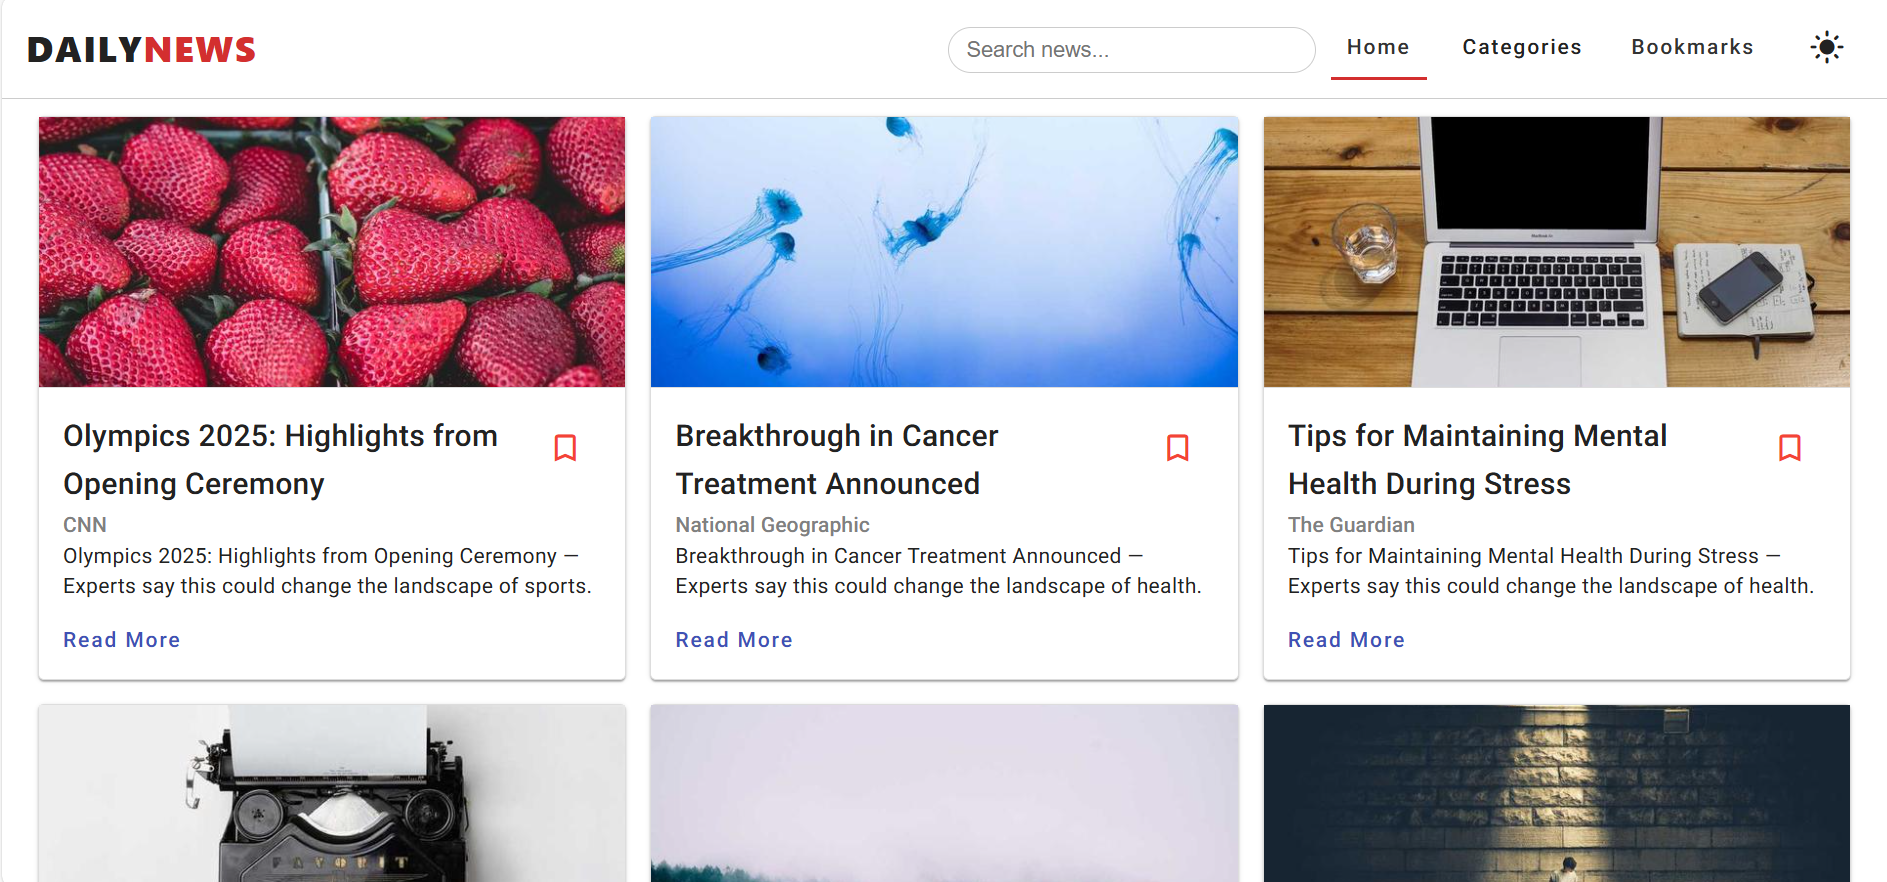 DAILYNEWS
Search news...
Home
Categories
Bookmarks
Olympics 2025: Highlights from
Opening Ceremony
CNN
Olympics 2025: Highlights from Opening Ceremony —
Experts say this could change the landscape of sports.
Read More
Breakthrough in Cancer
Treatment Announced
National Geographic
Breakthrough in Cancer Treatment Announced —
Experts say this could change the landscape of health.
Read More
Tips for Maintaining Mental
Health During Stress
The Guardian
Tips for Maintaining Mental Health During Stress —
Experts say this could change the landscape of health.
Read More
FAVORIT